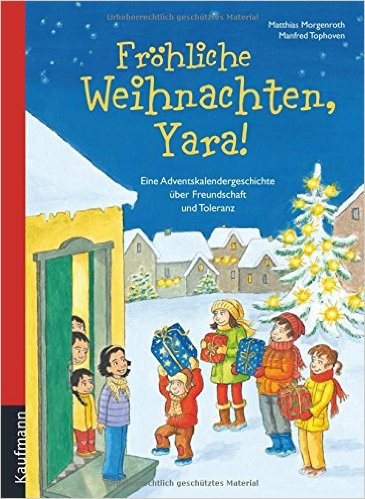 Urheberrechtlich geschütztes Material
Matthias Morgenroth
Manfred Tophoven
Fröhliche
Weihnachten,
Yara!
Eine Adventskalendergeschichte
über Freundschaft
und Toleranz
Kaufmann
Urheberrechtlich geschütztes Material